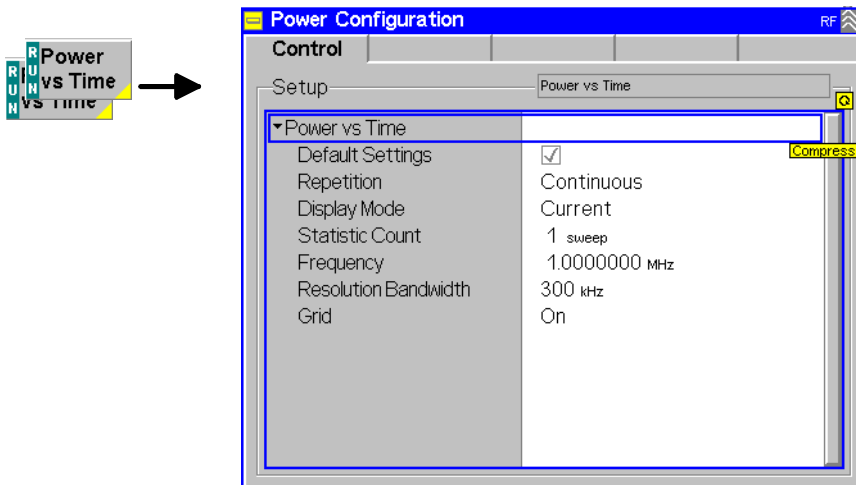 Power Configuration RF
Control
RUN Power vs Time
RUN vs Time
Setup Power vs Time
Power vs Time
Compress
Default Settings
Repetition Continuous
Display Mode Current
Statistic Count 1 sweep
Frequency 1.0000000 MHz
Resolution Bandwidth 300 kHz
Grid On